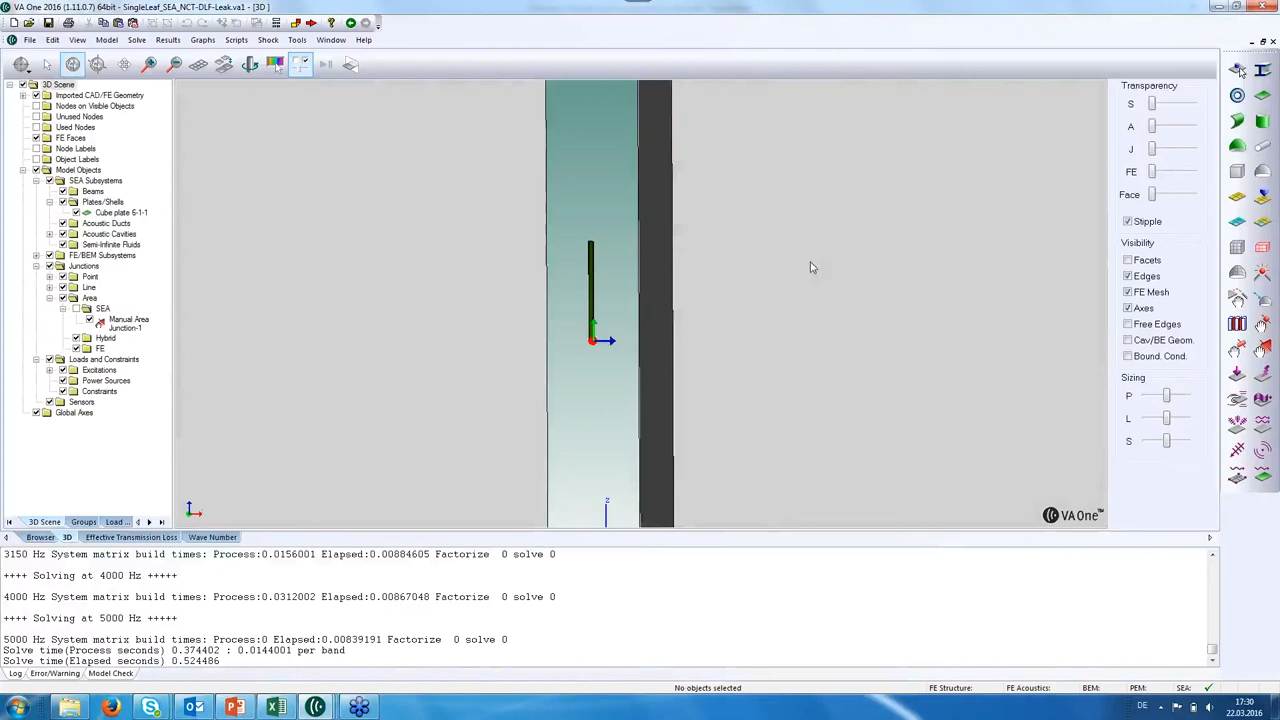 VA One 2016 (1.11.0.7) 64bit - SingleLeaf_SEA_NCT-DLF-Leak.va1 - [3D ]
File Edit View Model Solve Results Graphs Scripts Shock Tools Window Help
3D Scene
Imported CAD/FE Geometry
Nodes on Visible Objects
Unused Nodes
Used Nodes
FE Faces
Node Labels
Object Labels
Model Objects
SEA Subsystems
Beams
Plates/Shells
Cube plate 6-1-1
Acoustic Ducts
Acoustic Cavities
Semi-Infinite Fluids
FE/BEM Subsystems
Junctions
Point
Line
Area
SEA
Manual Area
Junction-1
Hybrid
FE
Loads and Constraints
Excitations
Power Sources
Constraints
Sensors
Global Axes
3D Scene Groups Load ...
z
VA One™
Transparency
S
A
J
FE
Face
Stipple
Visibility
Facets
Edges
FE Mesh
Axes
Free Edges
Cav/BE Geom.
Bound. Cond.
Sizing
P
L
S
Browser 3D Effective Transmission Loss Wave Number
3150 Hz System matrix build times: Process:0.0156001 Elapsed:0.00884605 Factorize 0 solve 0
++++ Solving at 4000 Hz +++++
4000 Hz System matrix build times: Process:0.0312002 Elapsed:0.00867048 Factorize 0 solve 0
++++ Solving at 5000 Hz +++++
5000 Hz System matrix build times: Process:0 Elapsed:0.00839191 Factorize 0 solve 0
Solve time(Process seconds) 0.374402 : 0.0144001 per band
Solve time(Elapsed seconds) 0.524486
Log Error/Warning Model Check
No objects selected
FE Structure: FE Acoustics: BEM: PEM: SEA:
DE
17:30
22.03.2016